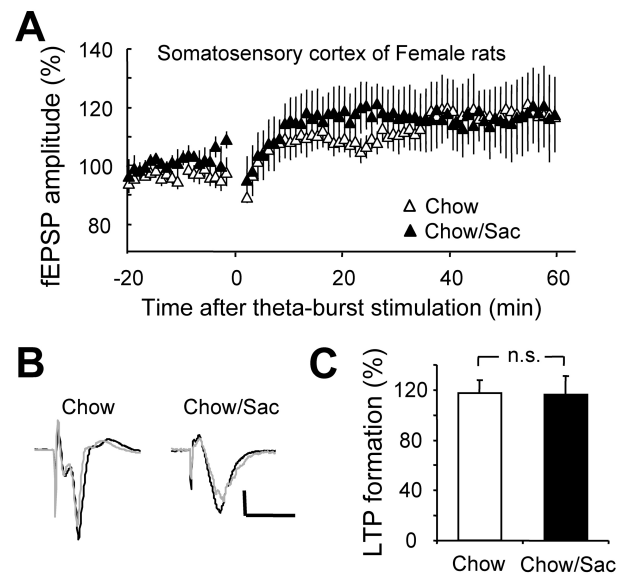 A
Somatosensory cortex of Female rats
fEPSP amplitude (%)
140
120
100
80
Chow
Chow/Sac
-20 0 20 40 60
Time after theta-burst stimulation (min)
B
Chow Chow/Sac
C
n.s.
LTP formation (%)
120
80
40
0
Chow Chow/Sac